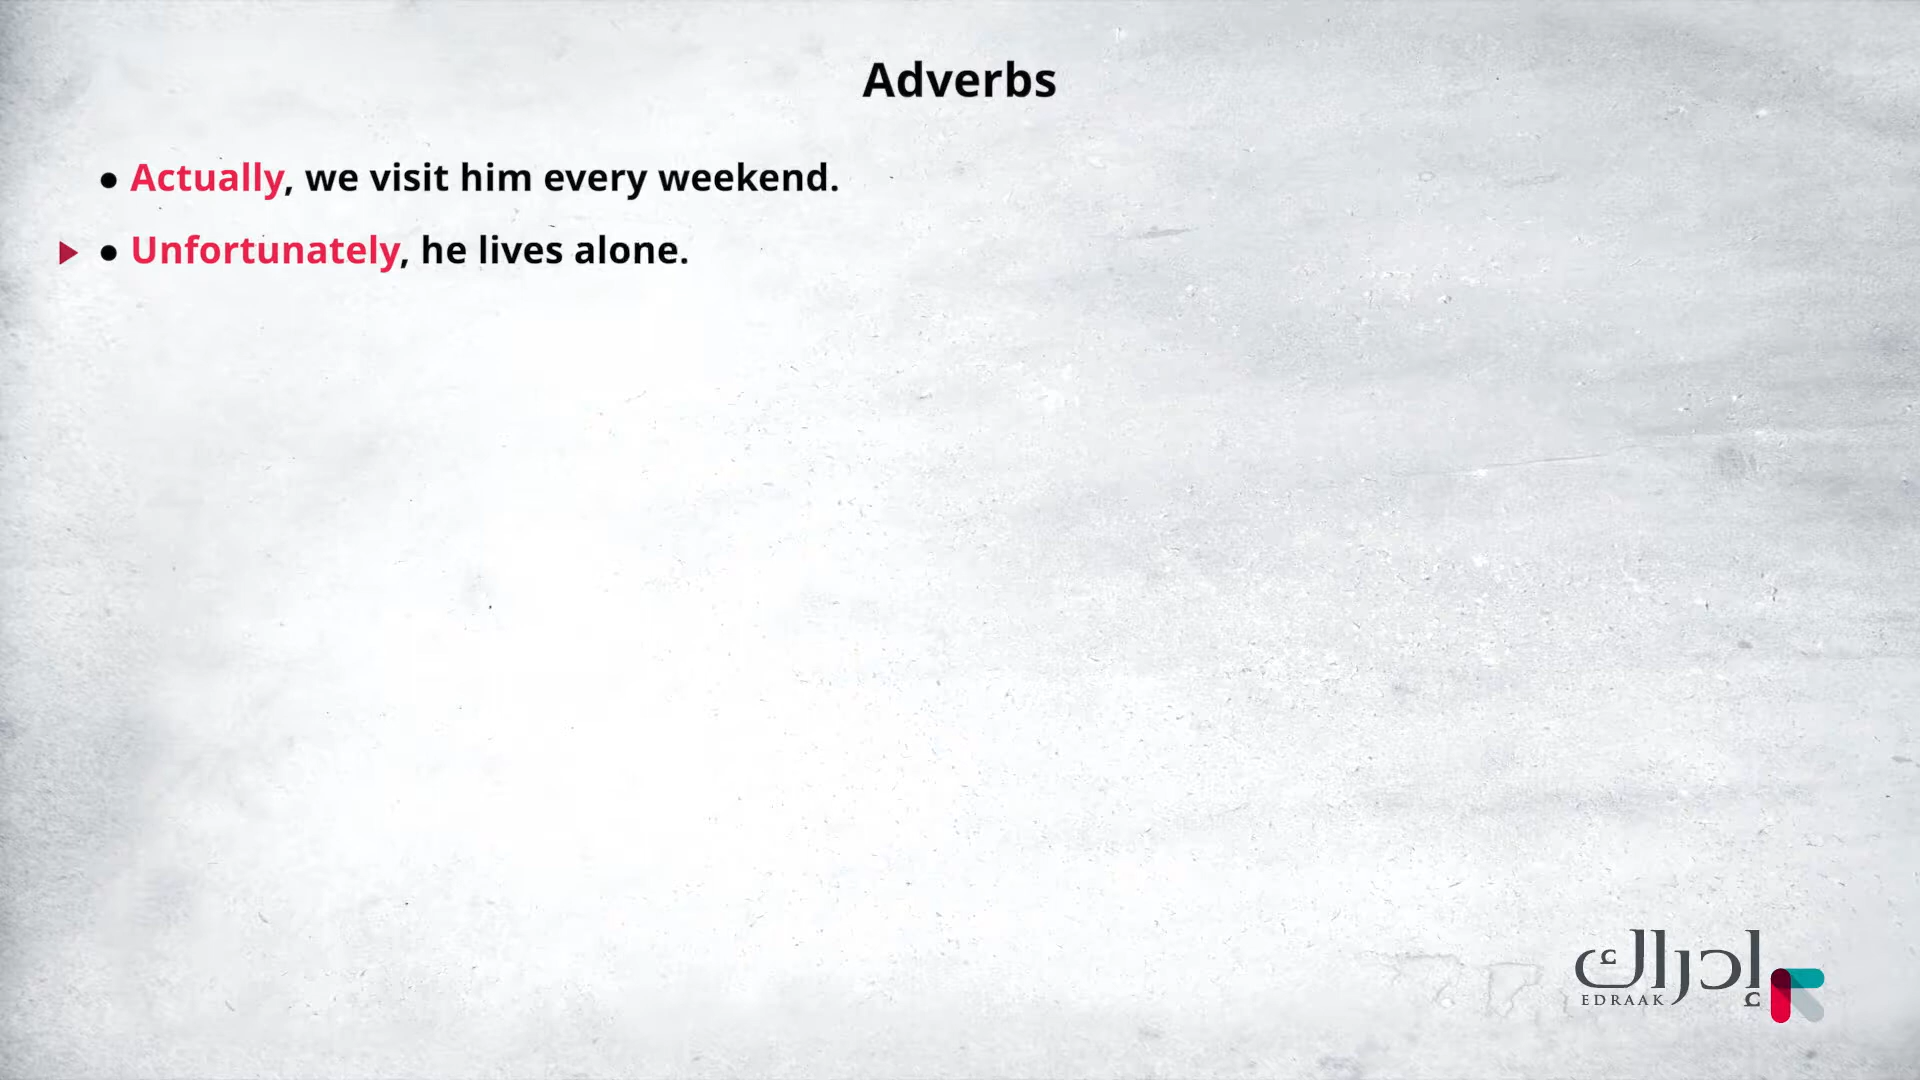 Adverbs
• Actually, we visit him every weekend.
• Unfortunately, he lives alone.
إدراك
EDRAAK